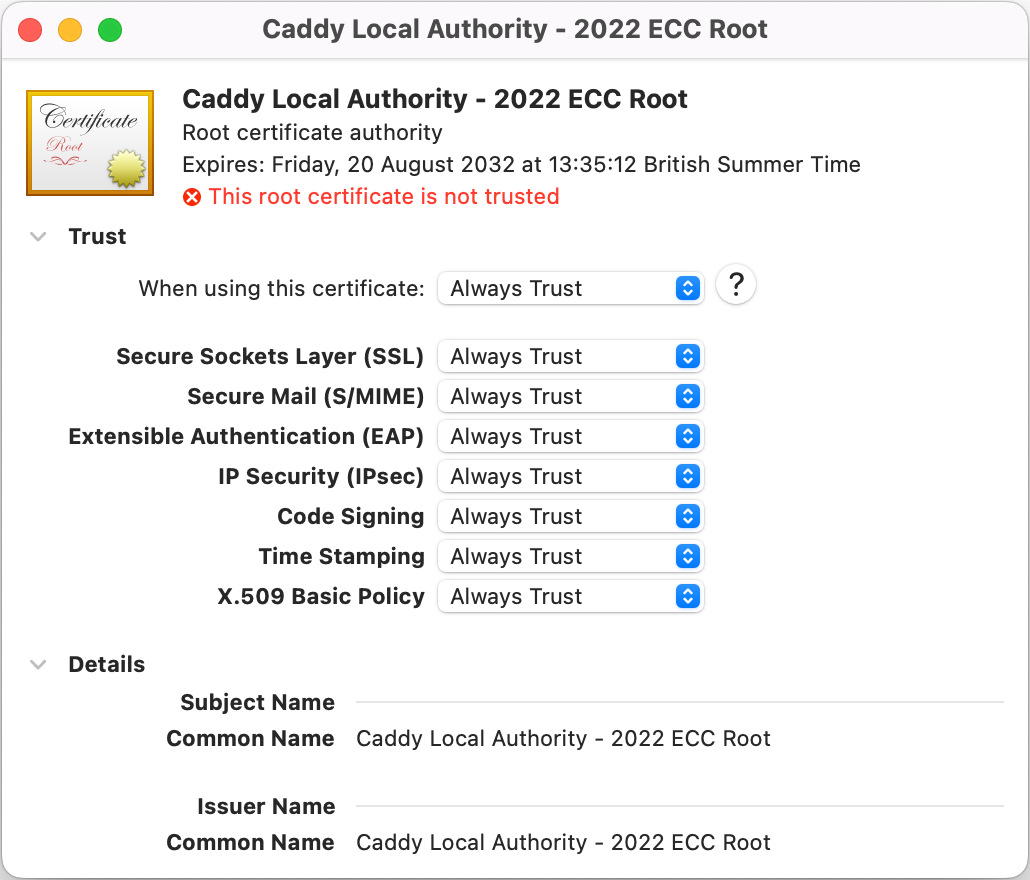 Caddy Local Authority - 2022 ECC Root
Certificate
Root
Caddy Local Authority - 2022 ECC Root
Root certificate authority
Expires: Friday, 20 August 2032 at 13:35:12 British Summer Time
This root certificate is not trusted
Trust
When using this certificate: Always Trust ?
Secure Sockets Layer (SSL) Always Trust
Secure Mail (S/MIME) Always Trust
Extensible Authentication (EAP) Always Trust
IP Security (IPsec) Always Trust
Code Signing Always Trust
Time Stamping Always Trust
X.509 Basic Policy Always Trust
Details
Subject Name
Common Name Caddy Local Authority - 2022 ECC Root
Issuer Name
Common Name Caddy Local Authority - 2022 ECC Root